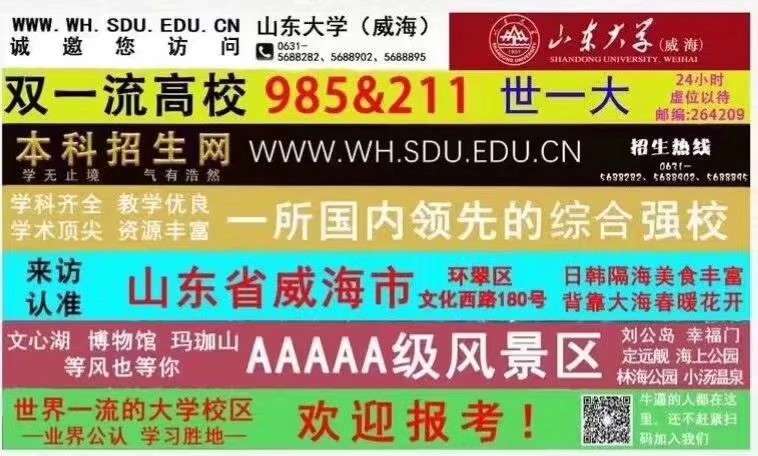 WWW.WH.SDU.EDU.CN
诚邀您访问
山东大学（威海）
0631-
5688282、5688902、5688895
山东大学(威海)
SHANDONG UNIVERSITY, WEIHAI
双一流高校 985&211 世一大
24小时
虚位以待
邮编:264209
本科招生网
学无止境 气有浩然
WWW.WH.SDU.EDU.CN
招生热线
0631-
5688282、5688902、5688895
学科齐全 教学优良
学术顶尖 资源丰富
一所国内领先的综合强校
来访
认准
山东省威海市
环翠区
文化西路180号
日韩隔海美食丰富
背靠大海春暖花开
文心湖 博物馆 玛珈山
等风也等你
AAAAA级风景区
刘公岛 幸福门
定远舰 海上公园
林海公园 小汤温泉
世界一流的大学校区
—业界公认 学习胜地—
欢迎报考！
牛逼的人都在这
里，还不赶紧扫
码加入我们